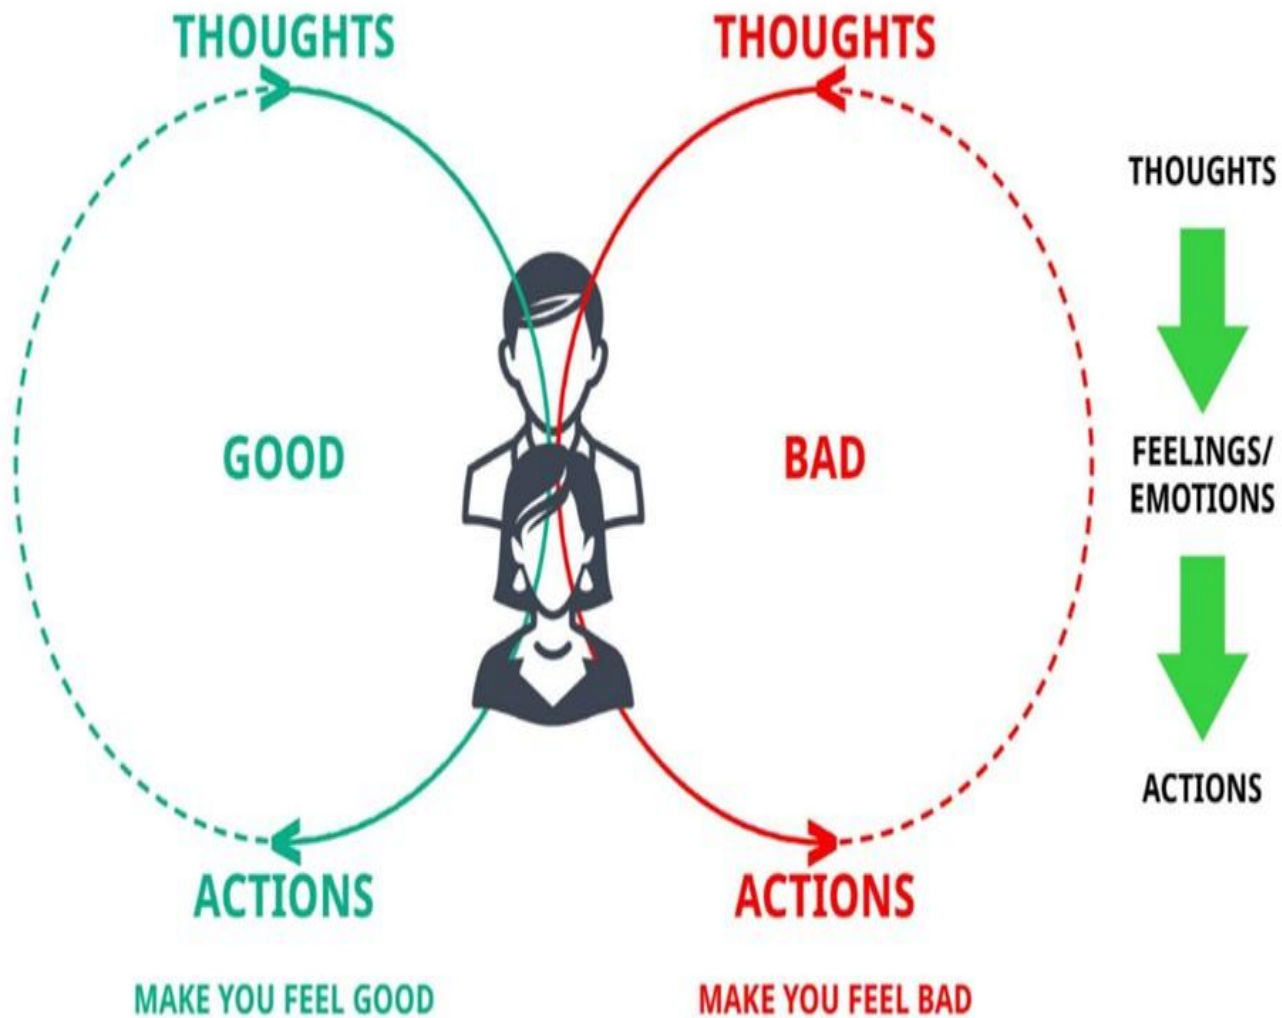 THOUGHTS
GOOD
ACTIONS
MAKE YOU FEEL GOOD
THOUGHTS
BAD
ACTIONS
MAKE YOU FEEL BAD
THOUGHTS
FEELINGS/
EMOTIONS
ACTIONS